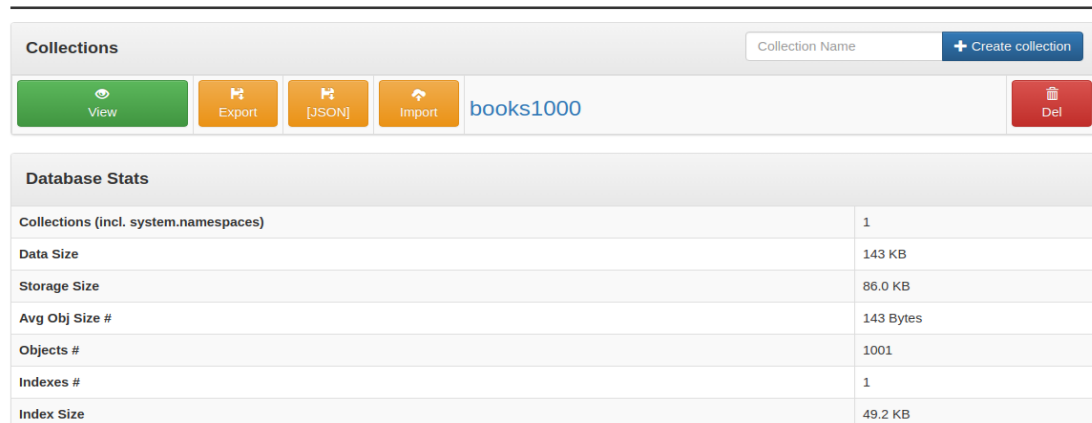 Collections
Collection Name
Create collection
View
Export
[JSON]
Import
books1000
Del
Database Stats
Collections (incl. system.namespaces) 1
Data Size 143 KB
Storage Size 86.0 KB
Avg Obj Size # 143 Bytes
Objects # 1001
Indexes # 1
Index Size 49.2 KB